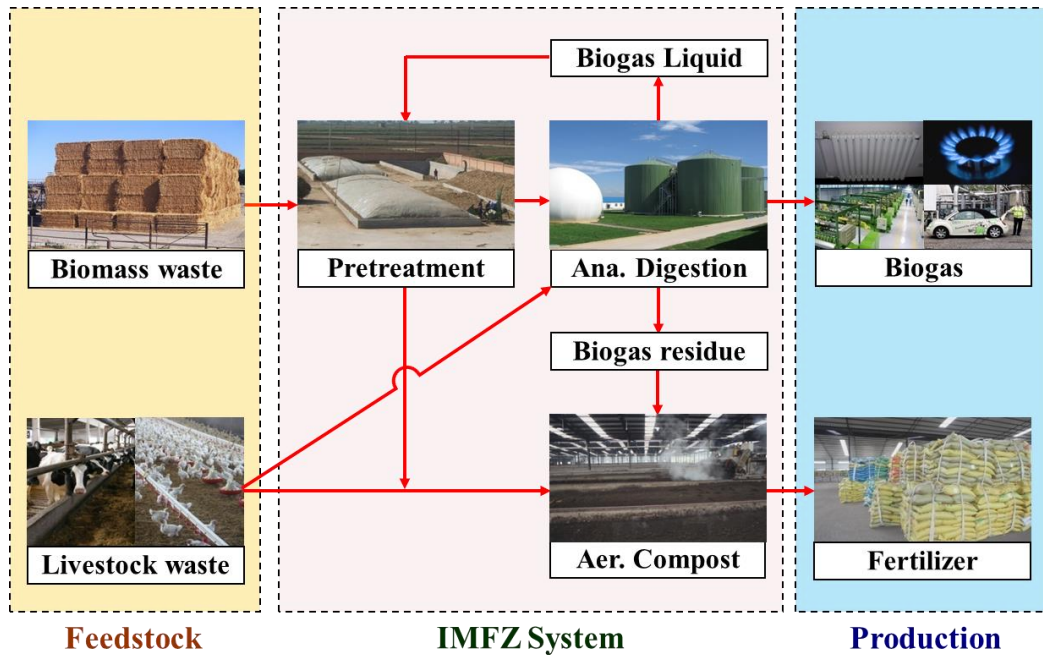 Biogas Liquid
Biomass waste
Pretreatment
Ana. Digestion
Biogas
Biogas residue
Livestock waste
Aer. Compost
Fertilizer
Feedstock
IMFZ System
Production